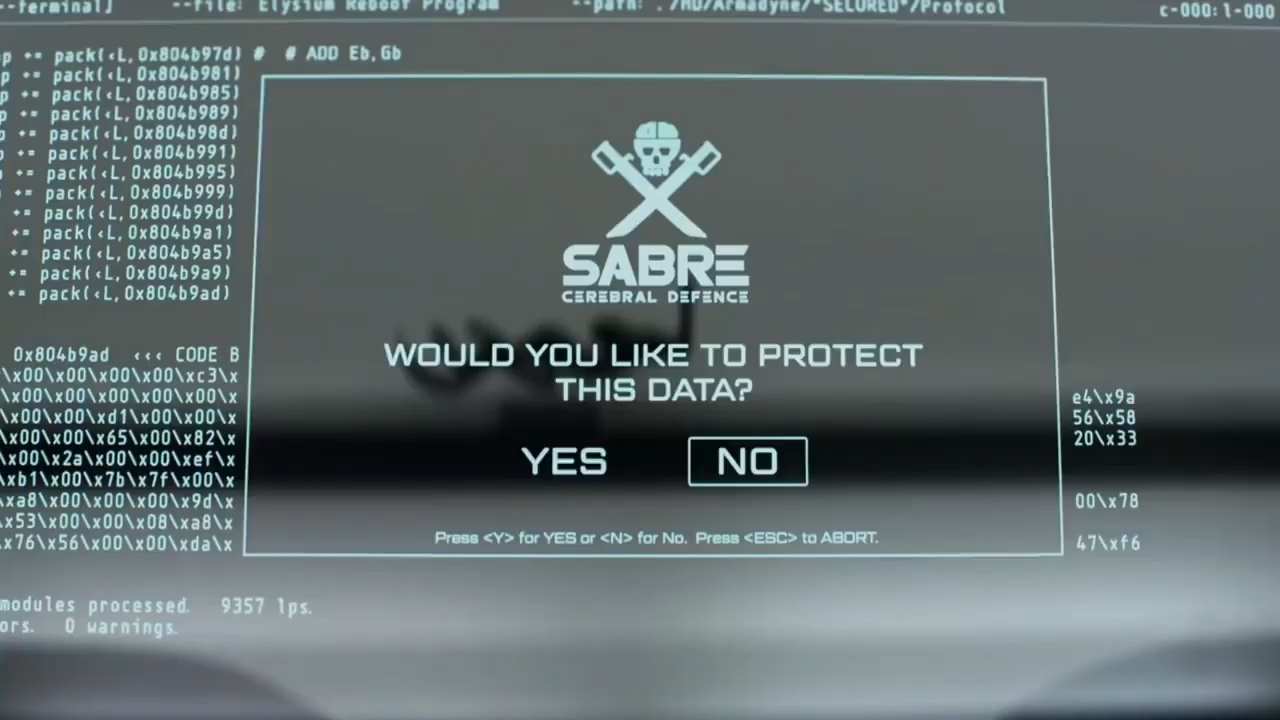 --terminal] --file: Elysium Reboot Program --path: ./HD/Armadyne/*SECURED*/Protocol c-000:1-000
p += pack(<L,0x804b97d) # # ADD Eb,Gb
p += pack(<L,0x804b981)
p += pack(<L,0x804b985)
p += pack(<L,0x804b989)
p += pack(<L,0x804b98d)
p += pack(<L,0x804b991)
+= pack(<L,0x804b995)
+= pack(<L,0x804b999)
+= pack(<L,0x804b99d)
+= pack(<L,0x804b9a1)
+= pack(<L,0x804b9a5)
+= pack(<L,0x804b9a9)
+= pack(<L,0x804b9ad)
SABRE
CEREBRAL DEFENCE
WOULD YOU LIKE TO PROTECT
THIS DATA?
YES NO
Press <Y> for YES or <N> for No. Press <ESC> to ABORT.
0x804b9ad <<< CODE B
\x00\x00\x00\x00\xc3\x
\x00\x00\x00\x00\x00\x e4\x9a
\x00\x00\xd1\x00\x00\x 56\x58
\x00\x00\x65\x00\x82\x 20\x33
\x00\x2a\x00\x00\xef\x
\xb1\x00\x7b\x7f\x00\x
\xa8\x00\x00\x00\x9d\x 00\x78
\x53\x00\x00\x08\xa8\x
\x76\x56\x00\x00\xda\x 47\xf6
modules processed. 9357 lps.
ors. 0 warnings.